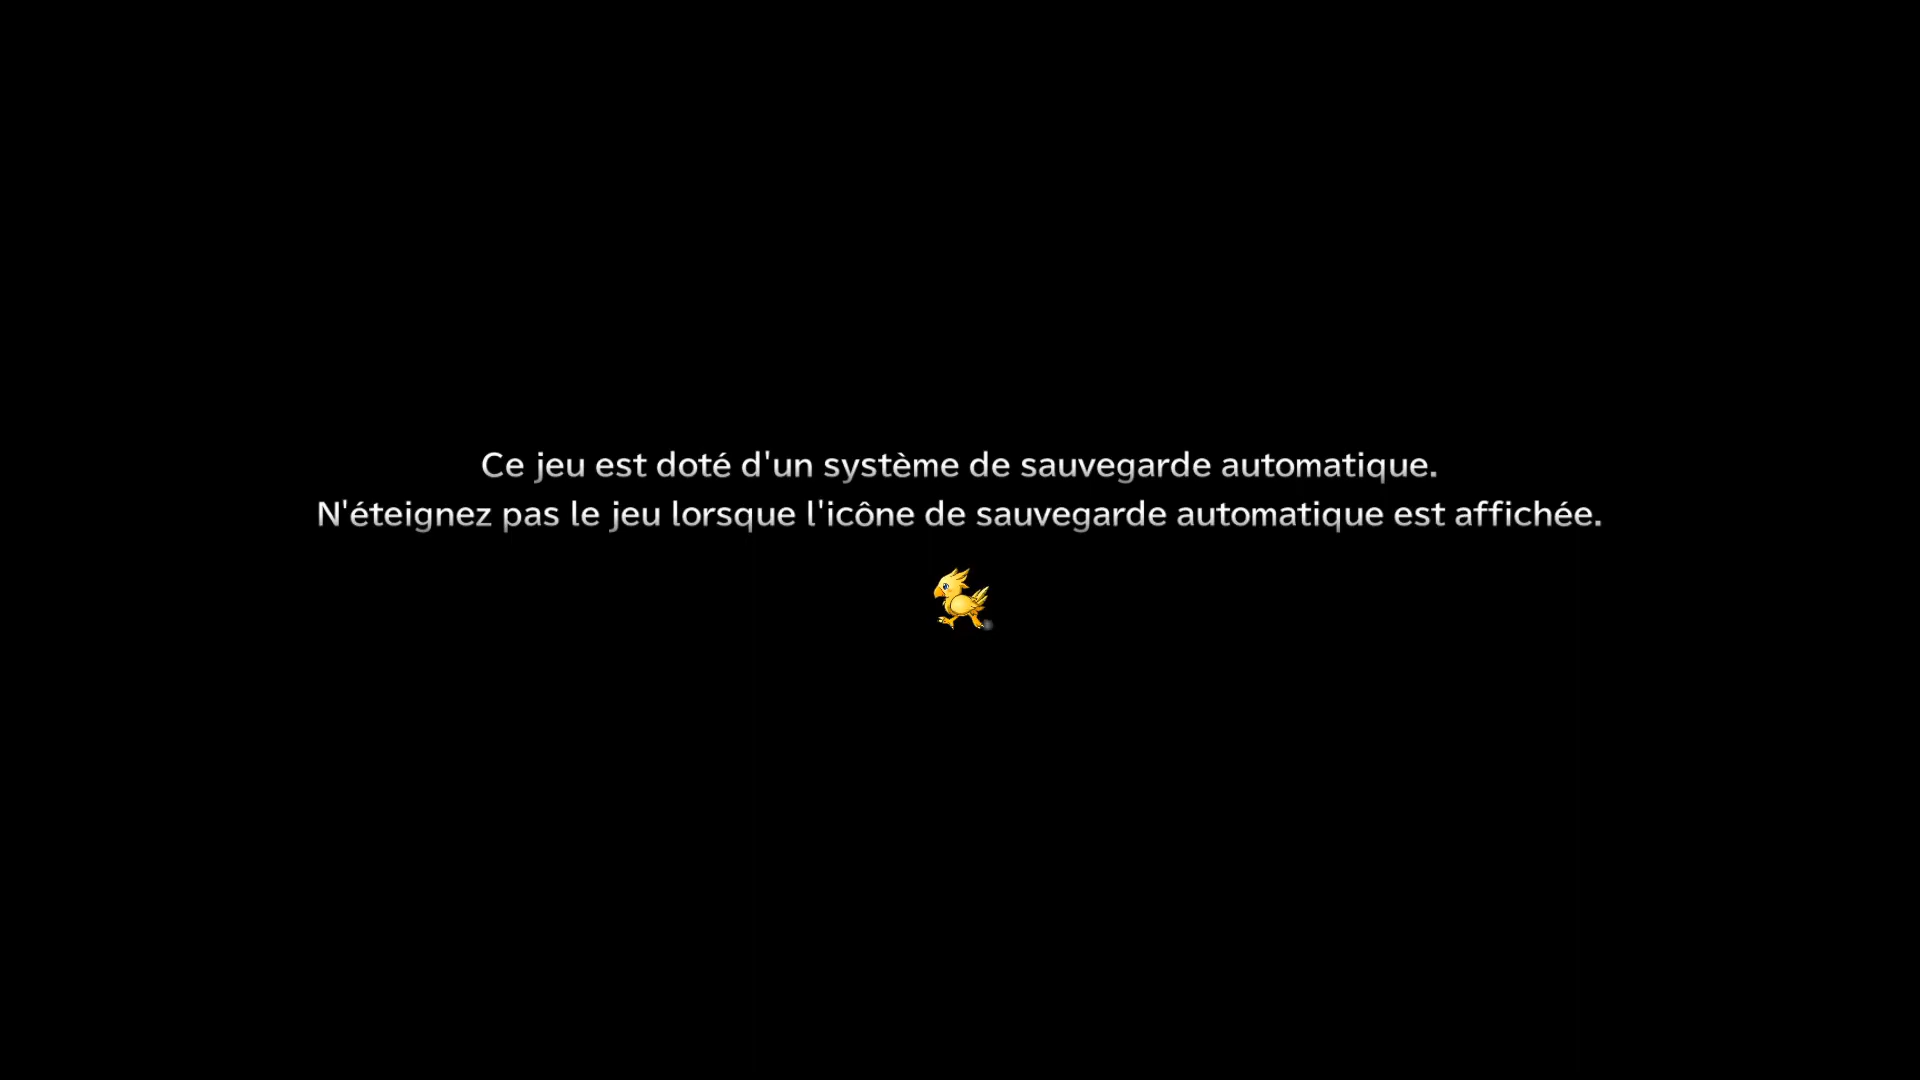 Ce jeu est doté d'un système de sauvegarde automatique.
N'éteignez pas le jeu lorsque l'icône de sauvegarde automatique est affichée.